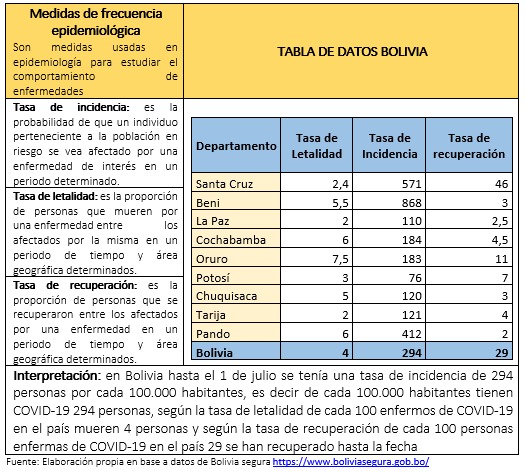 Medidas de frecuencia
epidemiológica
Son medidas usadas en
epidemiología para estudiar el
comportamiento de
enfermedades
TABLA DE DATOS BOLIVIA
Tasa de incidencia: es la
probabilidad de que un individuo
perteneciente a la población en
riesgo se vea afectado por una
enfermedad de interés en un
periodo determinado.
Tasa de letalidad: es la proporción
de personas que mueren por
una enfermedad entre los
afectados por la misma en un
periodo de tiempo y área
geográfica determinados.
Tasa de recuperación: es la
proporción de personas que se
recuperaron entre los afectados
por una enfermedad en un
periodo de tiempo y área
geográfica determinados.
Departamento Tasa de Letalidad Tasa de Incidencia Tasa de recuperación
Santa Cruz 2,4 571 46
Beni 5,5 868 3
La Paz 2 110 2,5
Cochabamba 6 184 4,5
Oruro 7,5 183 11
Potosí 3 76 7
Chuquisaca 5 120 3
Tarija 2 121 4
Pando 6 412 2
Bolivia 4 294 29
Interpretación: en Bolivia hasta el 1 de julio se tenía una tasa de incidencia de 294
personas por cada 100.000 habitantes, es decir de cada 100.000 habitantes tienen
COVID-19 294 personas, según la tasa de letalidad de cada 100 enfermos de COVID-19
en el país mueren 4 personas y según la tasa de recuperación de cada 100 personas
enfermas de COVID-19 en el país 29 se han recuperado hasta la fecha
Fuente: Elaboración propia en base a datos de Bolivia segura https://www.boliviasegura.gob.bo/